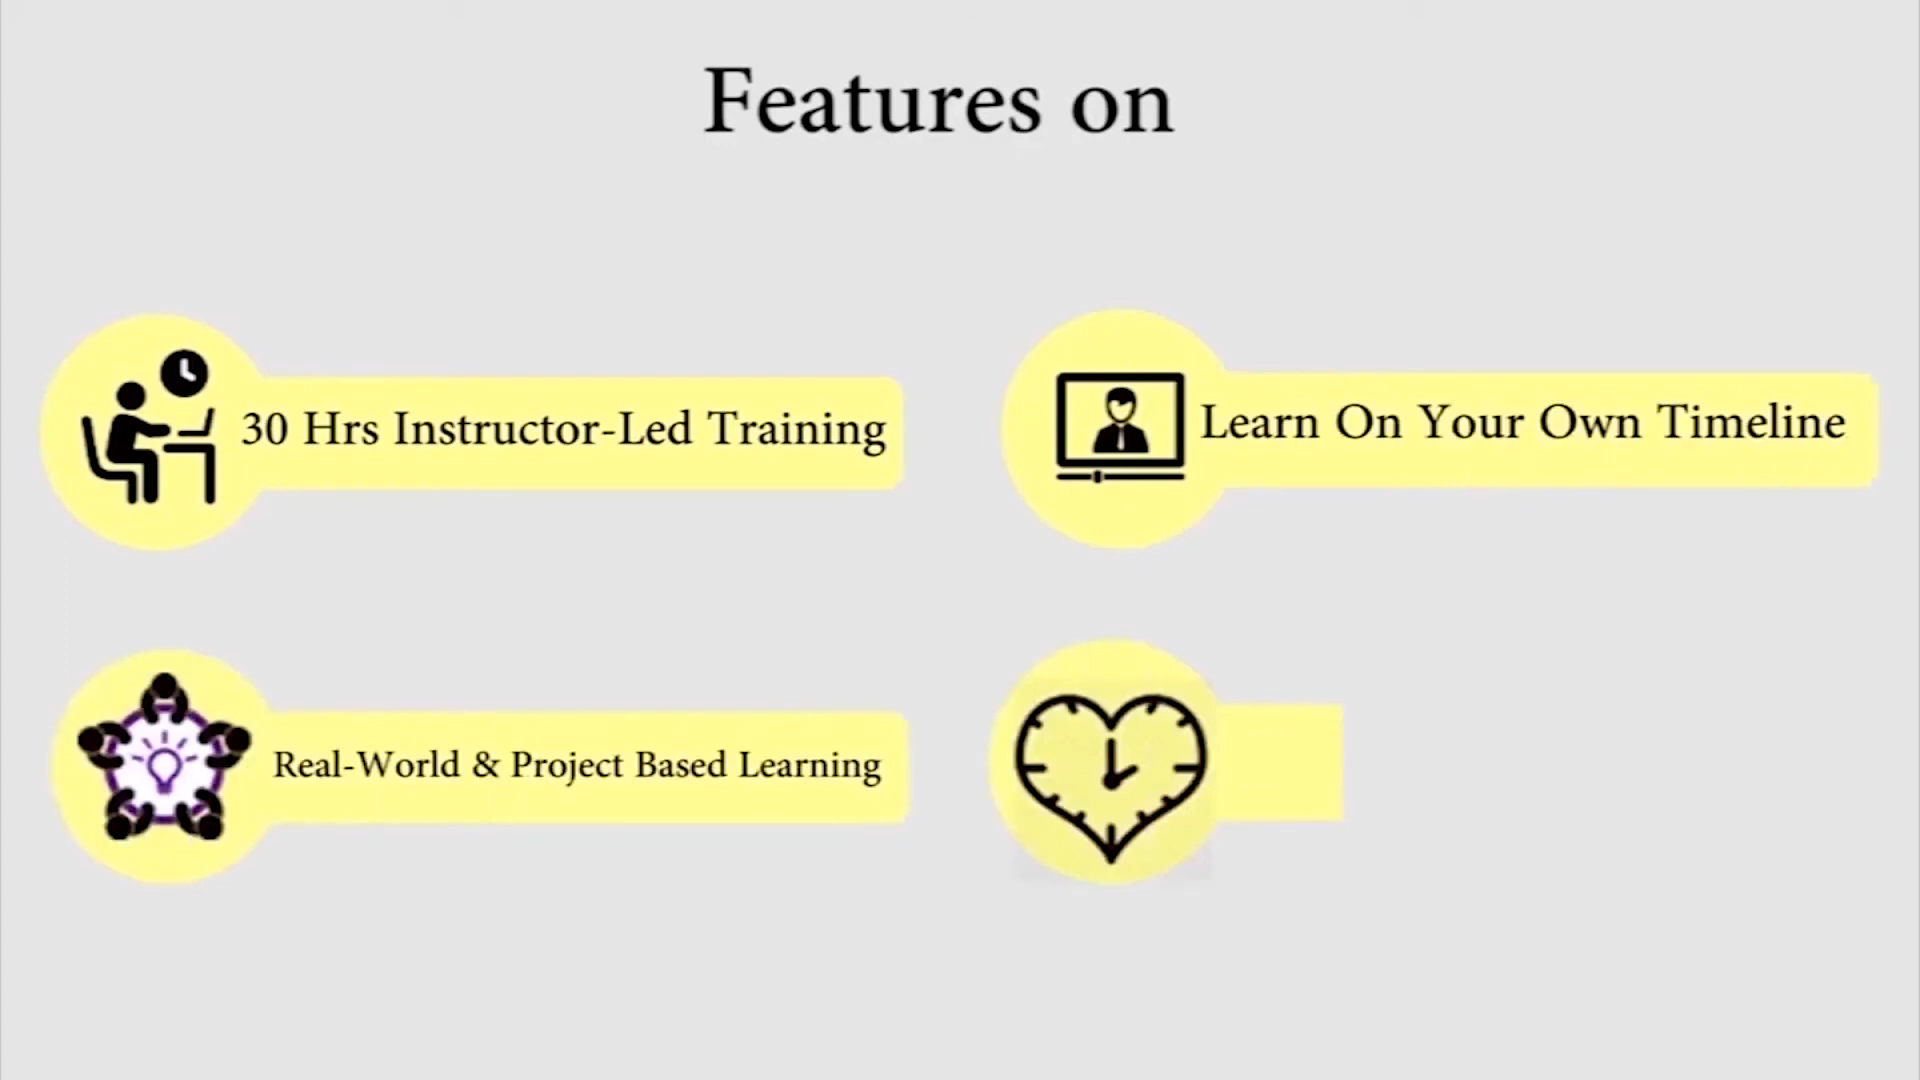 Features on
30 Hrs Instructor-Led Training
Learn On Your Own Timeline
Real-World & Project Based Learning